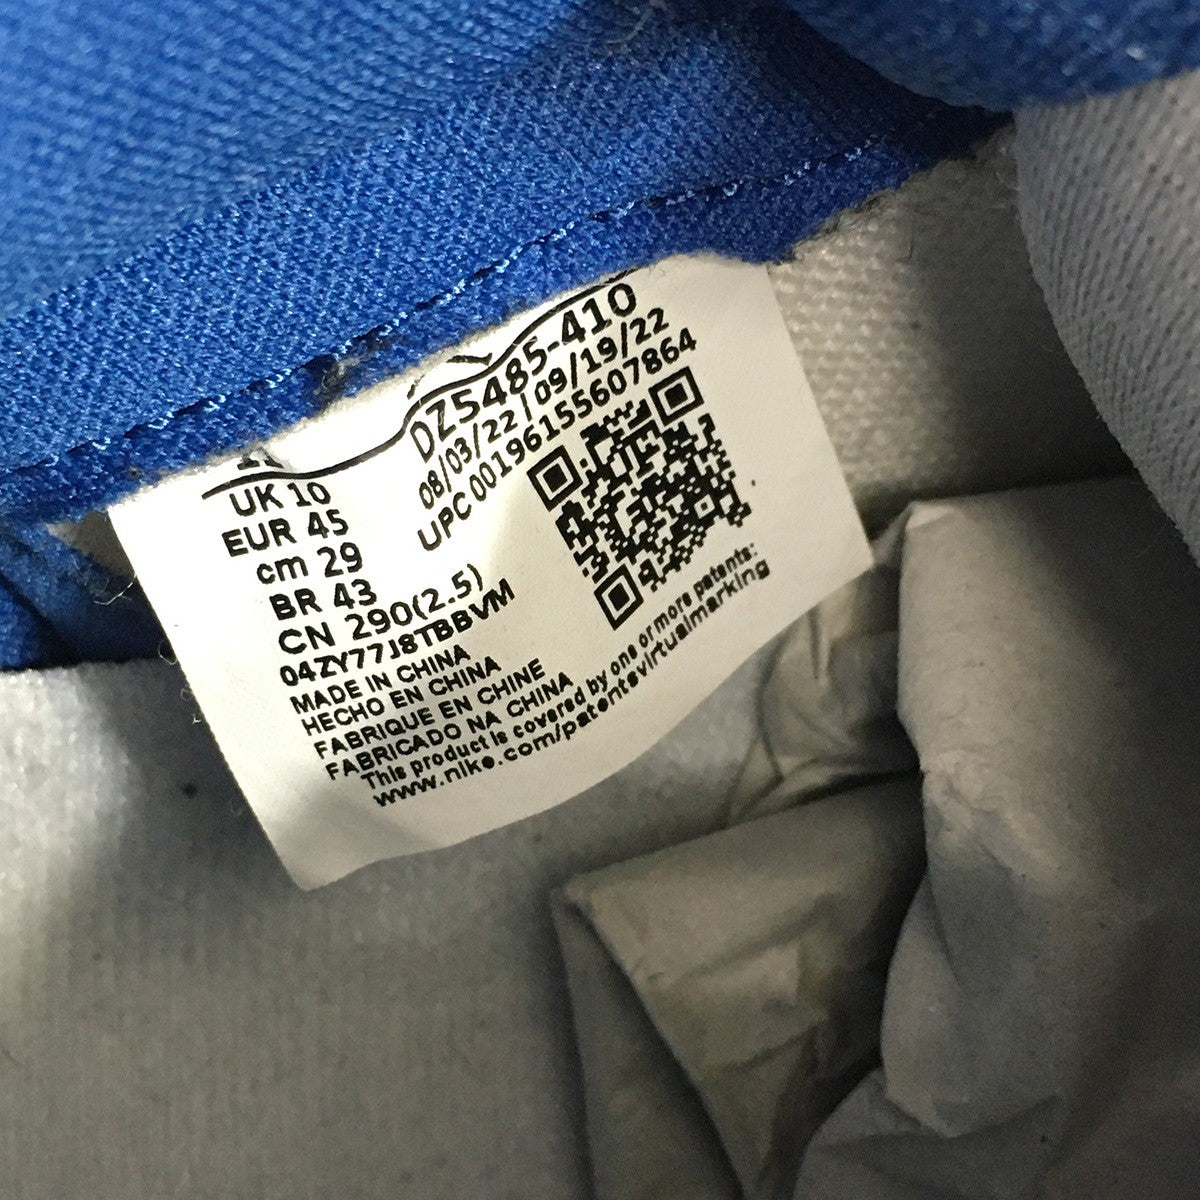 UK 10
EUR 45
cm 29
BR 43
CN 290(2.5)
04ZY7718TBBVM
MADE IN CHINA
HECHO EN CHINA
FABRIQUE EN CHINE
FABRICADO NA CHINA
This product is covered by one or more patents:
www.nike.com/patentsvirtualmarking
DZ5485-410
08/03/22 / 09/19/22
UPC 00196155607864